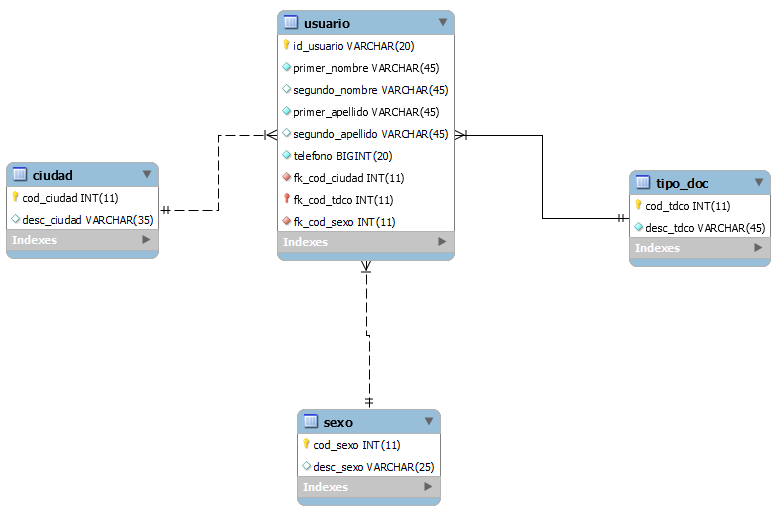 usuario
id_usuario VARCHAR(20)
primer_nombre VARCHAR(45)
segundo_nombre VARCHAR(45)
primer_apellido VARCHAR(45)
segundo_apellido VARCHAR(45)
telefono BIGINT(20)
fk_cod_ciudad INT(11)
fk_cod_tdco INT(11)
fk_cod_sexo INT(11)
Indexes
ciudad
cod_ciudad INT(11)
desc_ciudad VARCHAR(35)
Indexes
tipo_doc
cod_tdco INT(11)
desc_tdco VARCHAR(45)
Indexes
sexo
cod_sexo INT(11)
desc_sexo VARCHAR(25)
Indexes